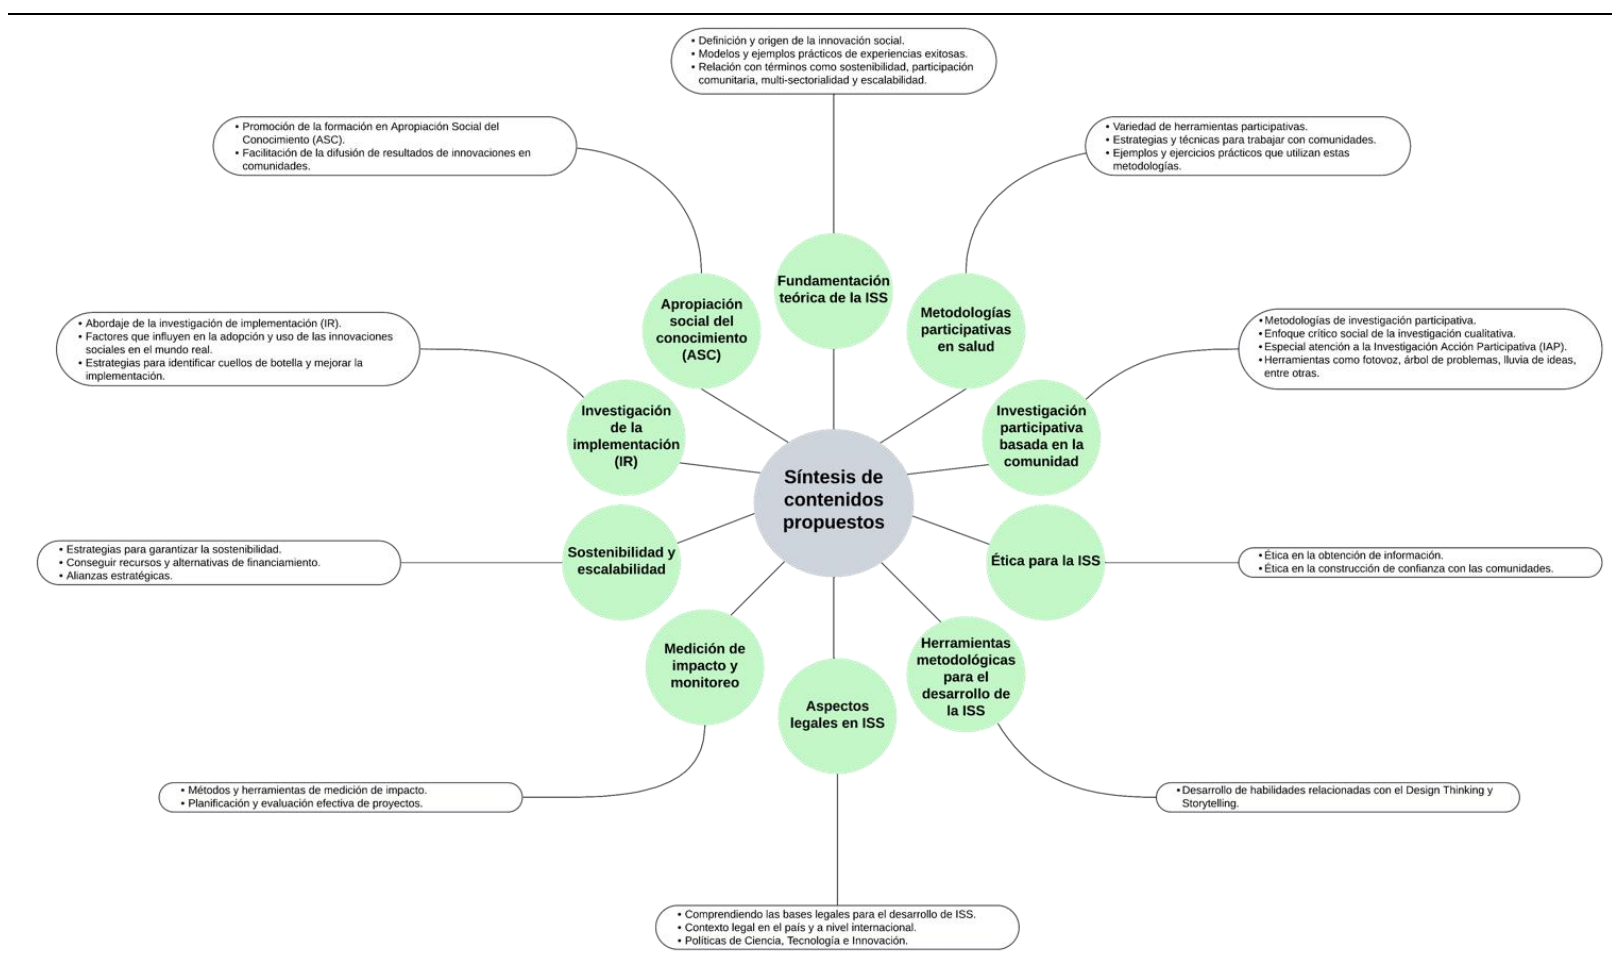 • Definición y origen de la innovación social.
• Modelos y ejemplos prácticos de experiencias exitosas.
• Relación con términos como sostenibilidad, participación
comunitaria, multi-sectorialidad y escalabilidad.
• Promoción de la formación en Apropiación Social del
Conocimiento (ASC).
• Facilitación de la difusión de resultados de innovaciones en
comunidades.
• Variedad de herramientas participativas.
• Estrategias y técnicas para trabajar con comunidades.
• Ejemplos y ejercicios prácticos que utilizan estas
metodologías.
Fundamentación
teórica de la ISS
Apropiación
social del
conocimiento
(ASC)
Metodologías
participativas
en salud
• Abordaje de la investigación de implementación (IR).
• Factores que influyen en la adopción y uso de las innovaciones
sociales en el mundo real.
• Estrategias para identificar cuellos de botella y mejorar la
implementación.
• Metodologías de investigación participativa.
• Enfoque crítico social de la investigación cualitativa.
• Especial atención a la Investigación Acción Participativa (IAP).
• Herramientas como fotovoz, árbol de problemas, lluvia de ideas,
entre otras.
Investigación
de la
implementación
(IR)
Investigación
participativa
basada en la
comunidad
Síntesis de
contenidos
propuestos
• Estrategias para garantizar la sostenibilidad.
• Conseguir recursos y alternativas de financiamiento.
• Alianzas estratégicas.
Sostenibilidad y
escalabilidad
Ética para la ISS
• Ética en la obtención de información.
• Ética en la construcción de confianza con las comunidades.
Medición de
impacto y
monitoreo
Herramientas
metodológicas
para el
desarrollo de
la ISS
Aspectos
legales en ISS
• Métodos y herramientas de medición de impacto.
• Planificación y evaluación efectiva de proyectos.
• Desarrollo de habilidades relacionadas con el Design Thinking y
Storytelling.
• Comprendiendo las bases legales para el desarrollo de ISS.
• Contexto legal en el país y a nivel internacional.
• Políticas de Ciencia, Tecnología e Innovación.